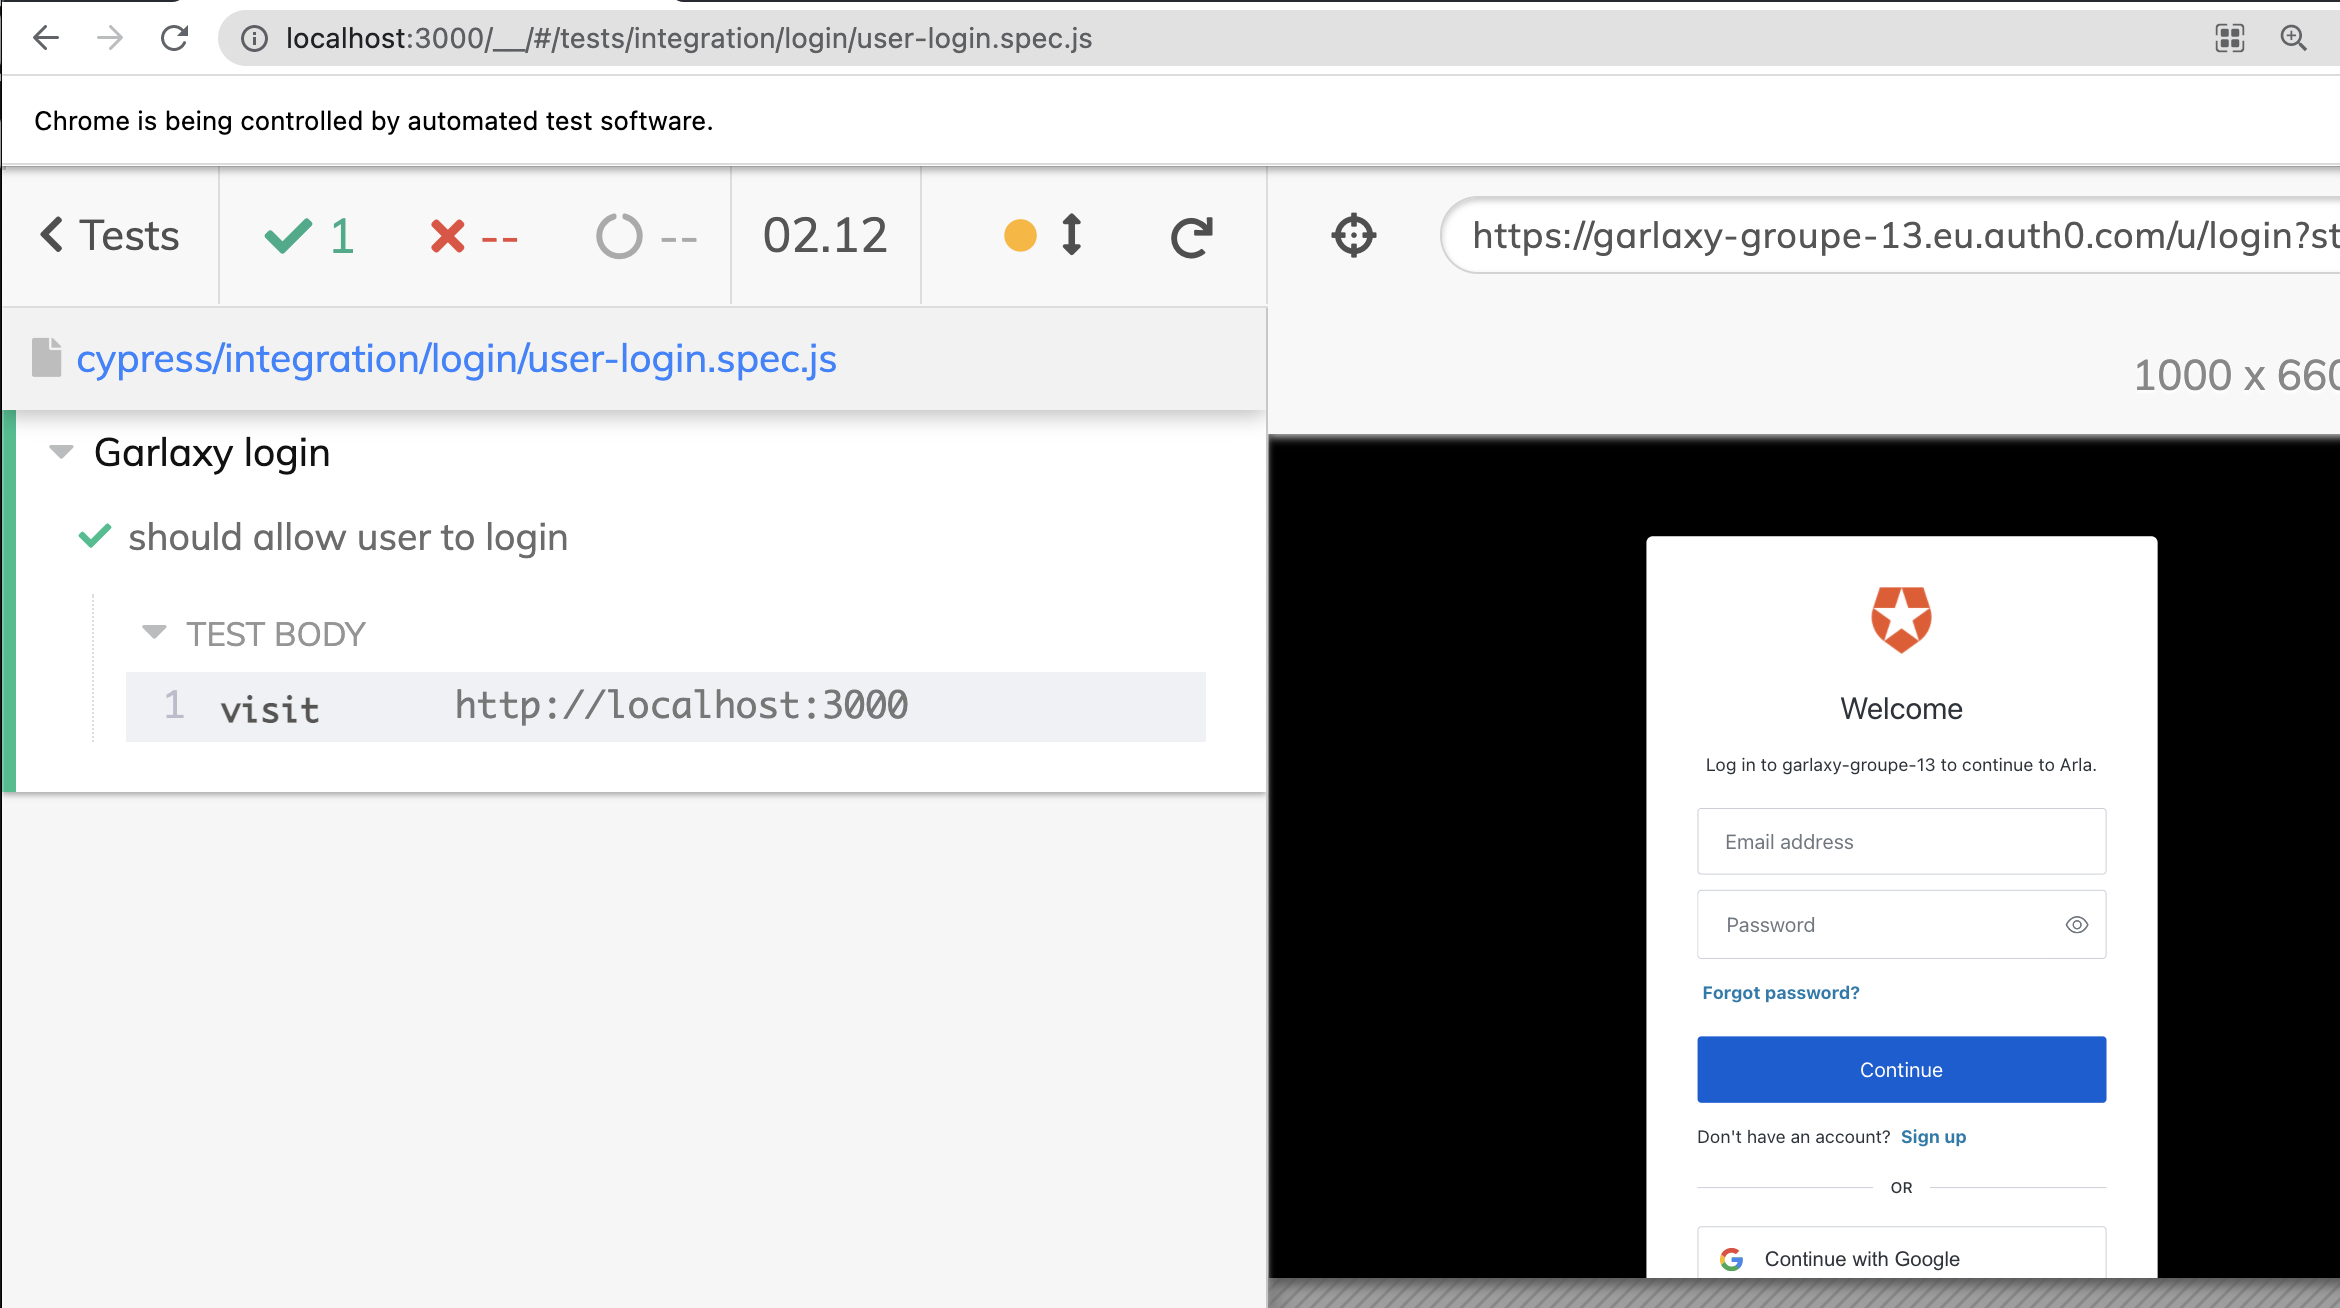 localhost:3000/__/#/tests/integration/login/user-login.spec.js
Chrome is being controlled by automated test software.
Tests 1 -- -- 02.12
https://garlaxy-groupe-13.eu.auth0.com/u/login?st
cypress/integration/login/user-login.spec.js
1000 x 660
Garlaxy login
should allow user to login
TEST BODY
1 visit http://localhost:3000
Welcome
Log in to garlaxy-groupe-13 to continue to Arla.
Email address
Password
Forgot password?
Continue
Don't have an account? Sign up
OR
Continue with Google